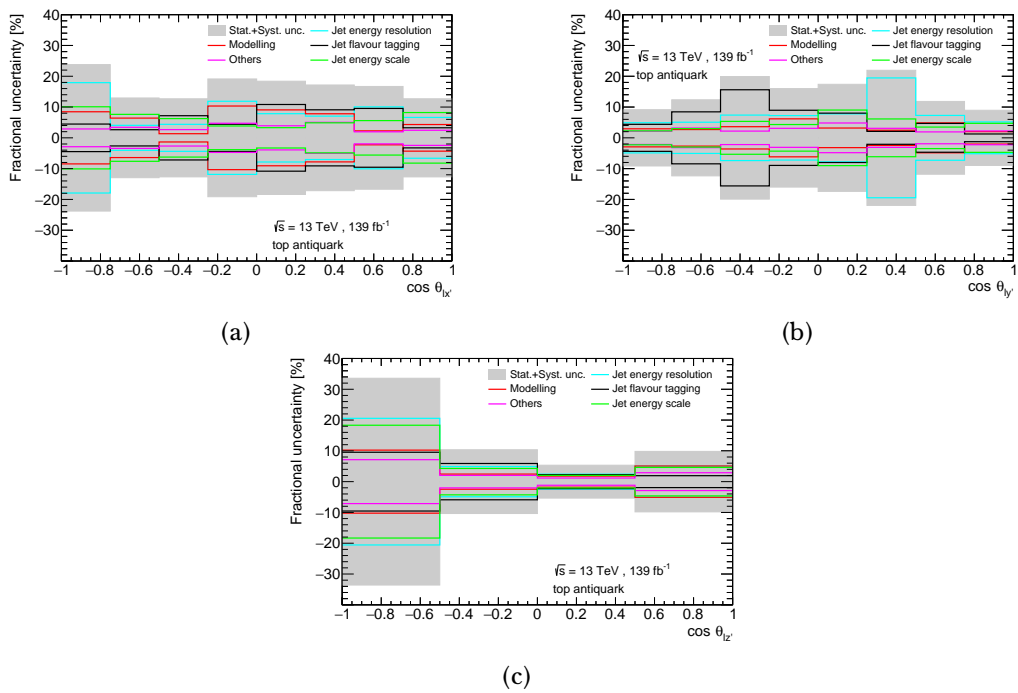 Fractional uncertainty [%]
40
30
20
10
0
−10
−20
−30
Stat.+Syst. unc.
Modelling
Others
Jet energy resolution
Jet flavour tagging
Jet energy scale
√s = 13 TeV , 139 fb⁻¹
top antiquark
−1 −0.8 −0.6 −0.4 −0.2 0 0.2 0.4 0.6 0.8 1
cos θlx'
(a)
Fractional uncertainty [%]
40
30
20
10
0
−10
−20
−30
Stat.+Syst. unc.
Modelling
Others
Jet energy resolution
Jet flavour tagging
Jet energy scale
√s = 13 TeV , 139 fb⁻¹
top antiquark
−1 −0.8 −0.6 −0.4 −0.2 0 0.2 0.4 0.6 0.8 1
cos θly'
(b)
Fractional uncertainty [%]
40
30
20
10
0
−10
−20
−30
Stat.+Syst. unc.
Modelling
Others
Jet energy resolution
Jet flavour tagging
Jet energy scale
√s = 13 TeV , 139 fb⁻¹
top antiquark
−1 −0.8 −0.6 −0.4 −0.2 0 0.2 0.4 0.6 0.8 1
cos θlz'
(c)